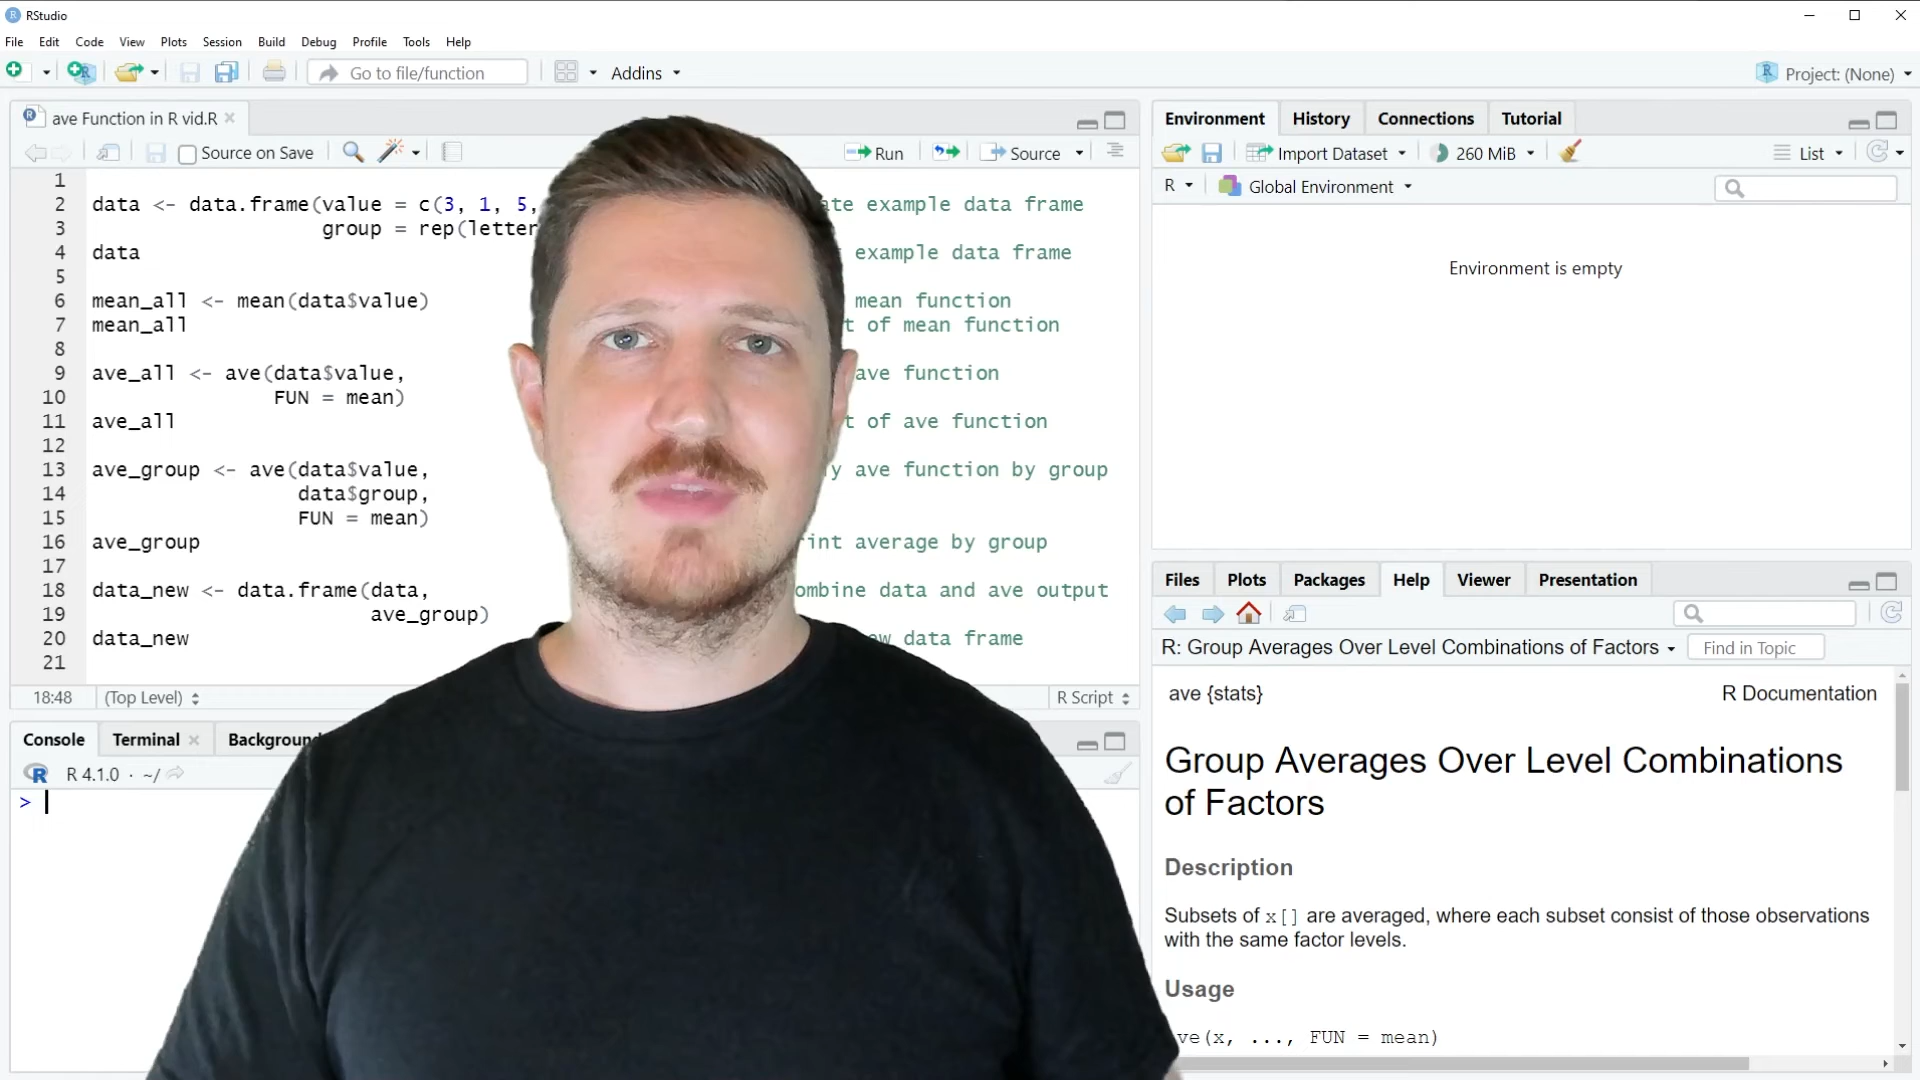 RStudio
File Edit Code View Plots Session Build Debug Profile Tools Help
Go to file/function Addins Project: (None)
ave Function in R vid.R
Source on Save Run Source
1
2 data <- data.frame(value = c(3, 1, 5, example data frame
3 group = rep(letter
4 data example data frame
5
6 mean_all <- mean(data$value) mean function
7 mean_all of mean function
8
9 ave_all <- ave(data$value, ave function
10 FUN = mean)
11 ave_all of ave function
12
13 ave_group <- ave(data$value, ave function by group
14 data$group,
15 FUN = mean)
16 ave_group average by group
17
18 data_new <- data.frame(data, data and ave output
19 ave_group)
20 data_new data frame
21
18:48 (Top Level) R Script
Console Terminal Background
R 4.1.0 · ~/
>
Environment History Connections Tutorial
Import Dataset 260 MiB List
R Global Environment
Environment is empty
Files Plots Packages Help Viewer Presentation
R: Group Averages Over Level Combinations of Factors Find in Topic
ave {stats} R Documentation
Group Averages Over Level Combinations
of Factors
Description
Subsets of x[] are averaged, where each subset consist of those observations
with the same factor levels.
Usage
ve(x, ..., FUN = mean)